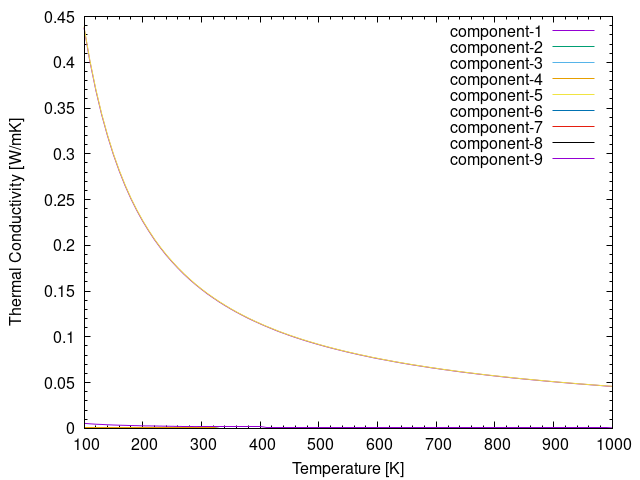 0.45
0.4
0.35
0.3
0.25
0.2
0.15
0.1
0.05
0
100 200 300 400 500 600 700 800 900 1000
Thermal Conductivity [W/mK]
Temperature [K]
component-1
component-2
component-3
component-4
component-5
component-6
component-7
component-8
component-9